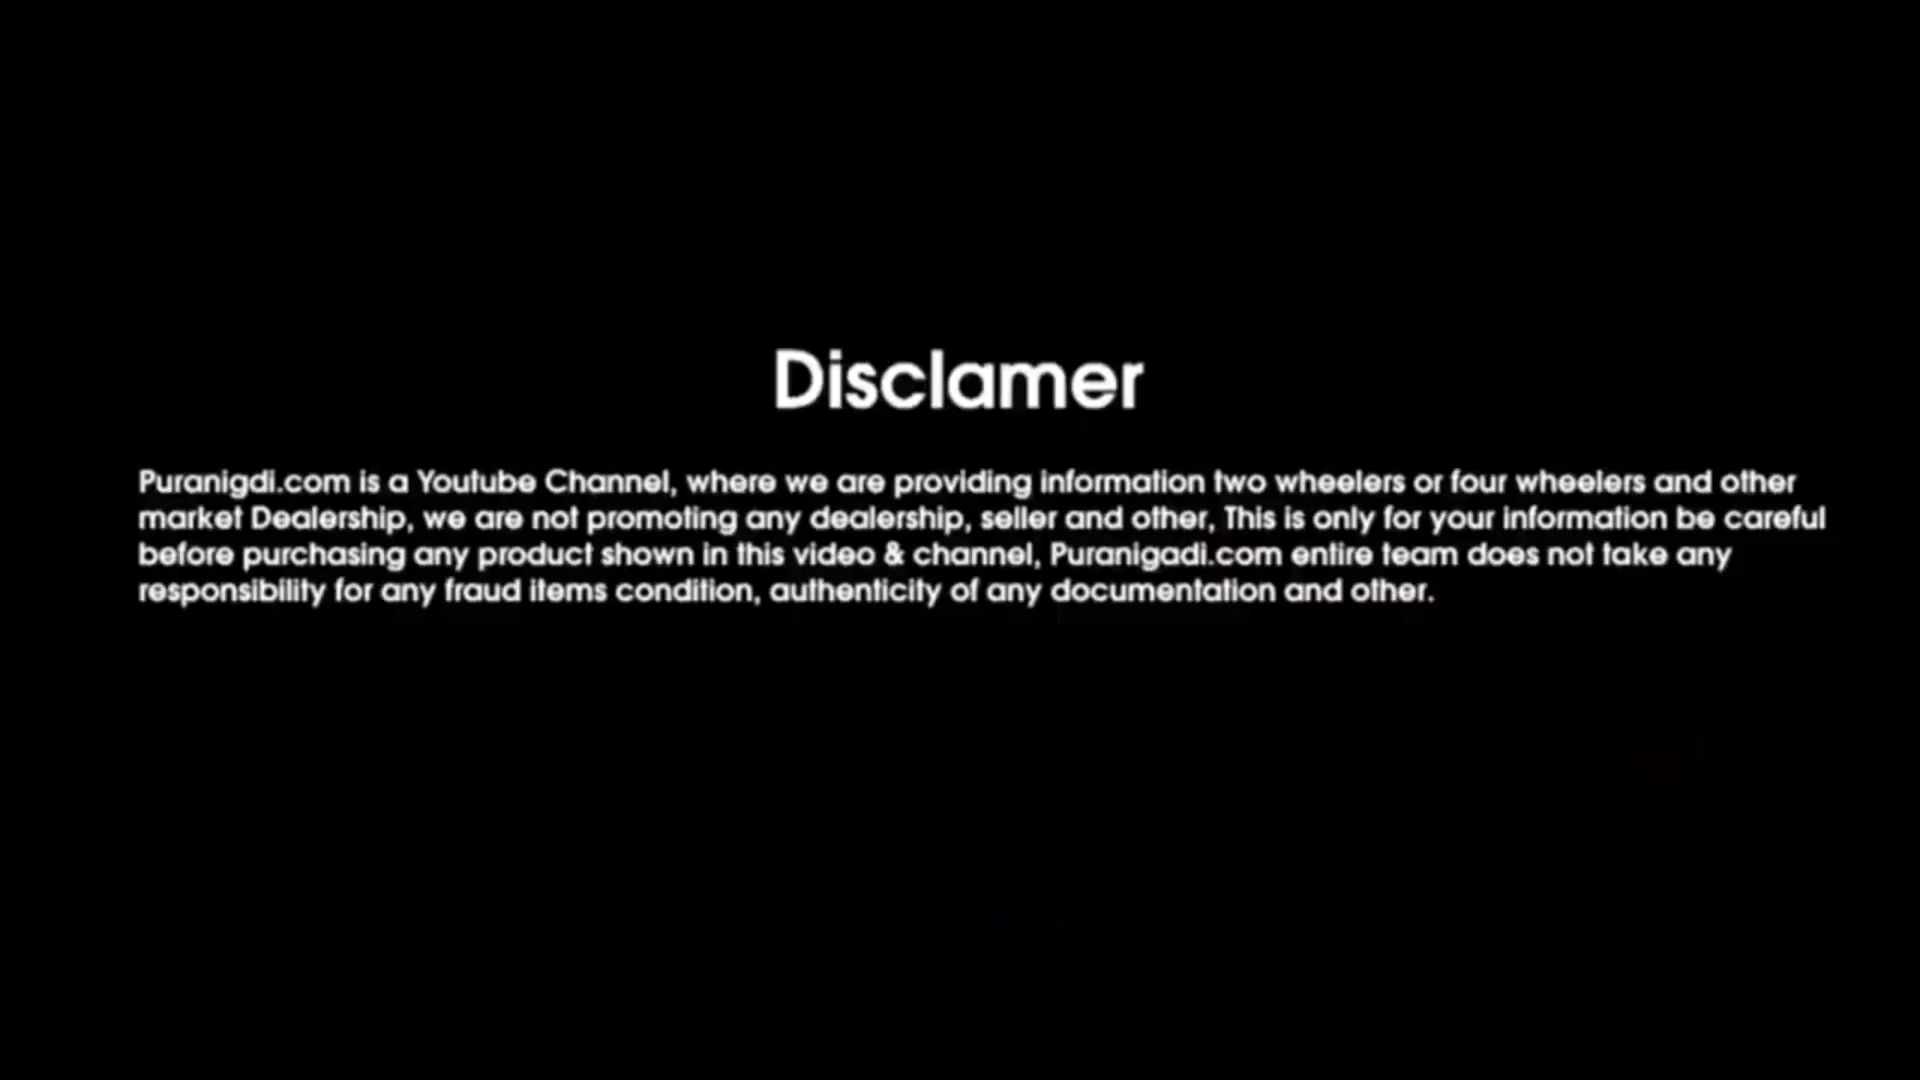 Disclamer
Puranigdi.com is a Youtube Channel, where we are providing information two wheelers or four wheelers and other
market Dealership, we are not promoting any dealership, seller and other, This is only for your information be careful
before purchasing any product shown in this video & channel, Puranigadi.com entire team does not take any
responsibility for any fraud items condition, authenticity of any documentation and other.